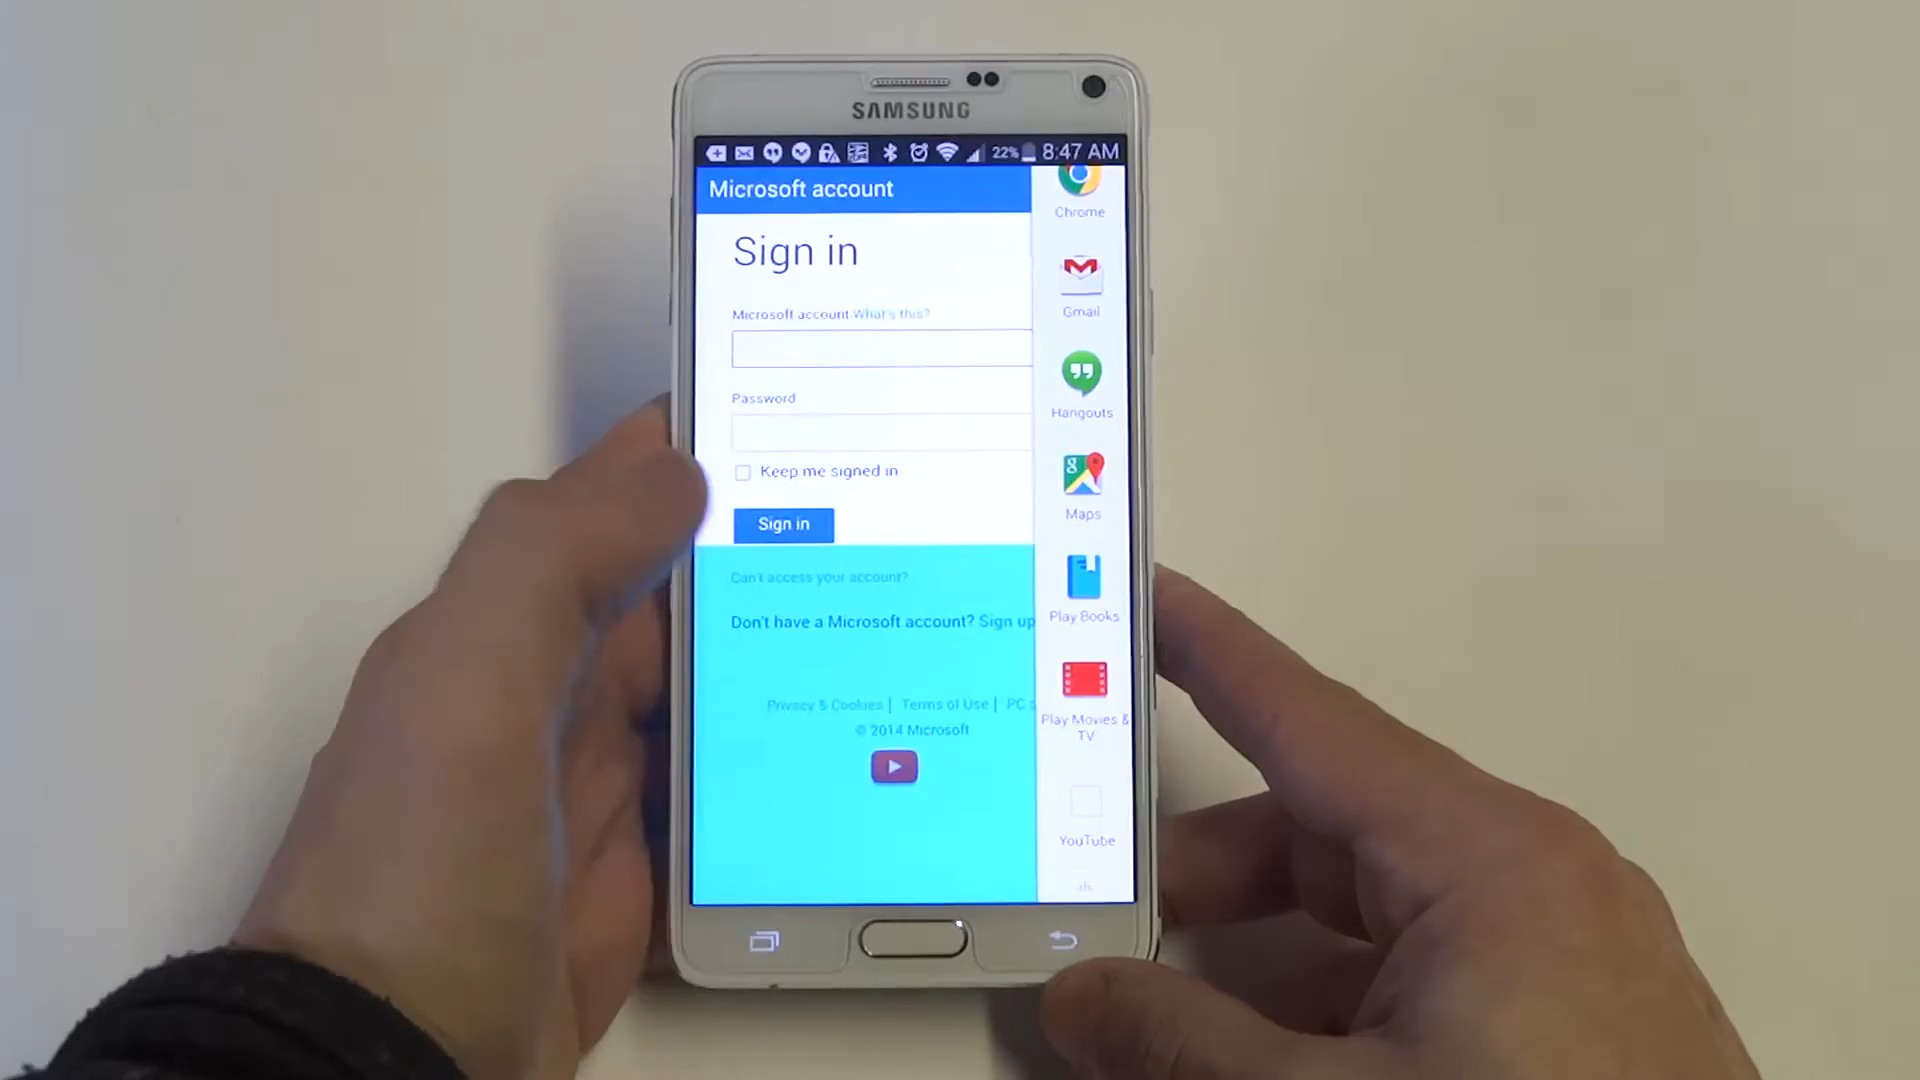 SAMSUNG
22% 8:47 AM
Microsoft account
Sign in
Microsoft account What's this?
Password
Keep me signed in
Sign in
Can't access your account?
Don't have a Microsoft account? Sign up
Privacy & Cookies | Terms of Use | PC
© 2014 Microsoft
Chrome
Gmail
Hangouts
Maps
Play Books
Play Movies &
TV
YouTube